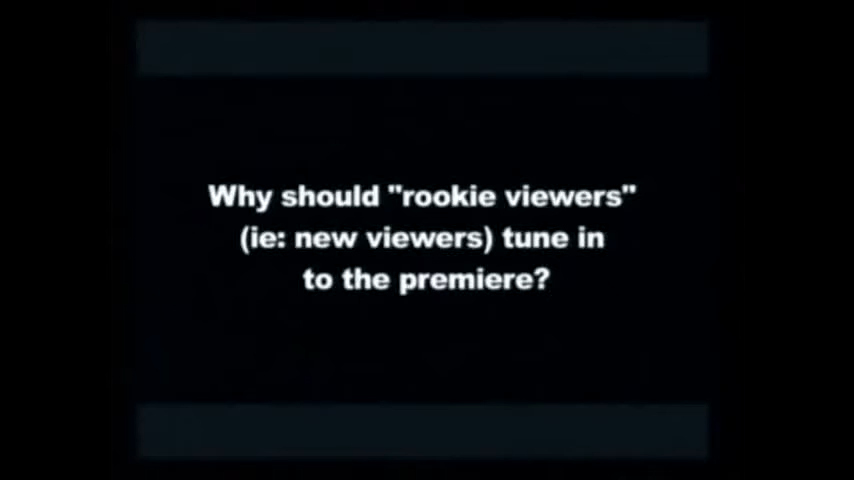 Why should "rookie viewers"
(ie: new viewers) tune in
to the premiere?